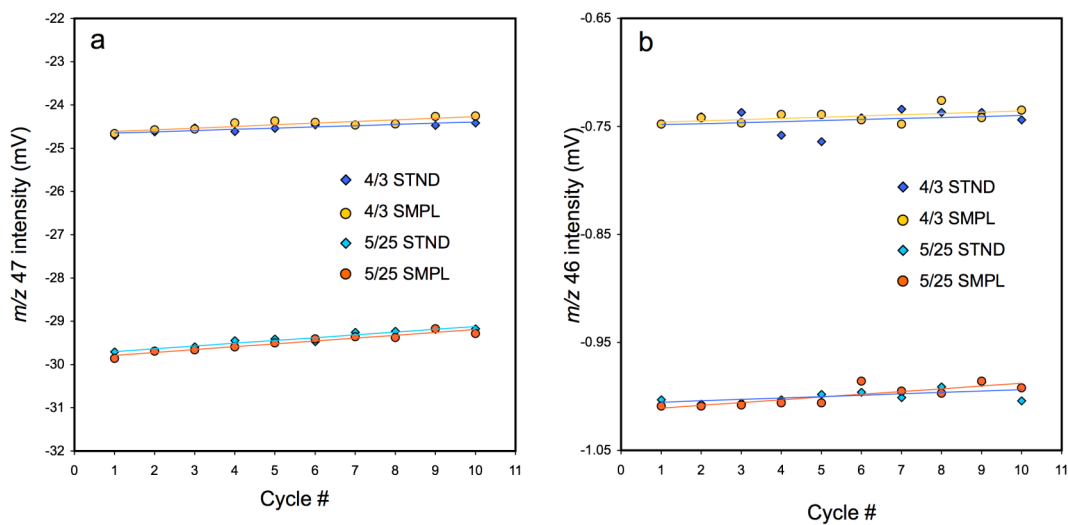 a
-22
-23
-24
-25
-26
-27
-28
-29
-30
-31
-32
m/z 47 intensity (mV)
4/3 STND
4/3 SMPL
5/25 STND
5/25 SMPL
0 1 2 3 4 5 6 7 8 9 10 11
Cycle #
b
-0.65
-0.75
-0.85
-0.95
-1.05
m/z 46 intensity (mV)
4/3 STND
4/3 SMPL
5/25 STND
5/25 SMPL
0 1 2 3 4 5 6 7 8 9 10 11
Cycle #